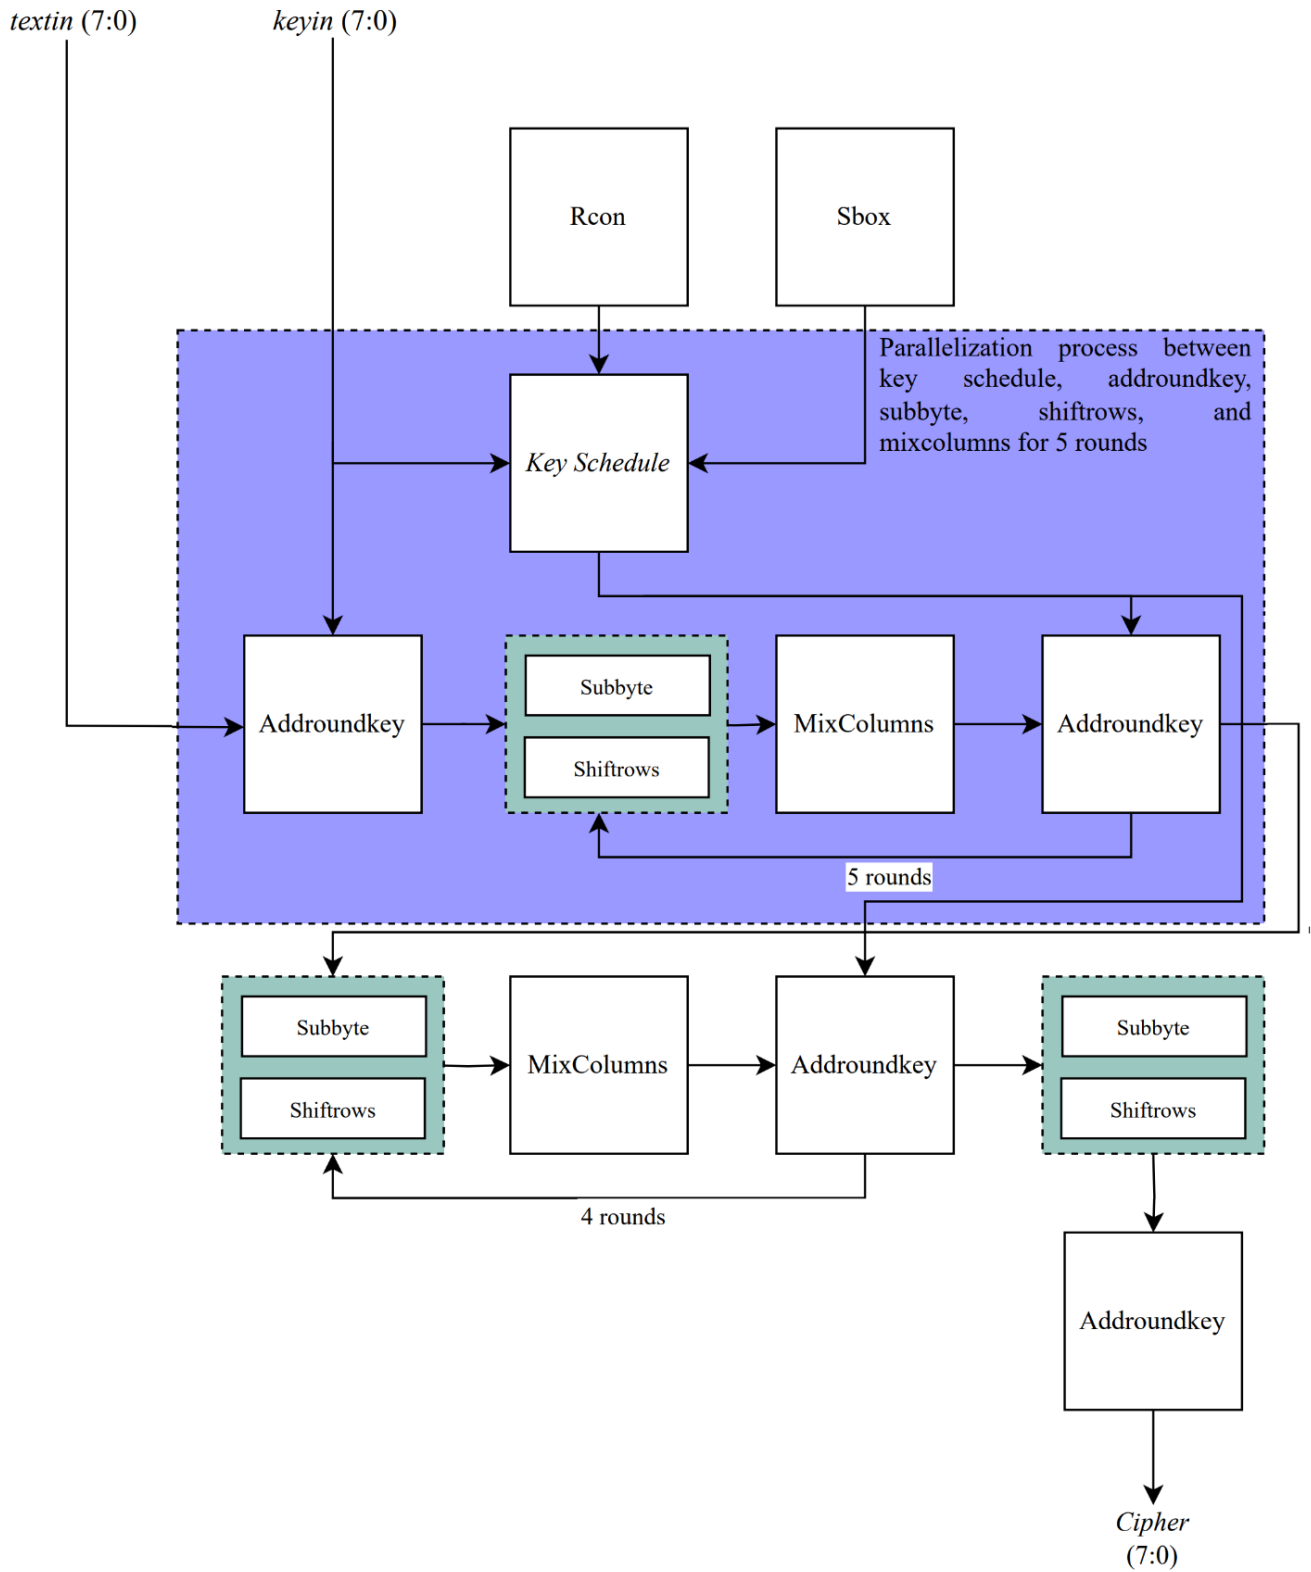 textin (7:0)
keyin (7:0)
Rcon
Sbox
Parallelization process between
key schedule, addroundkey,
subbyte, shiftrows, and
mixcolumns for 5 rounds
Key Schedule
Addroundkey
Subbyte
Shiftrows
MixColumns
Addroundkey
5 rounds
Subbyte
Shiftrows
MixColumns
Addroundkey
Subbyte
Shiftrows
4 rounds
Addroundkey
Cipher
(7:0)